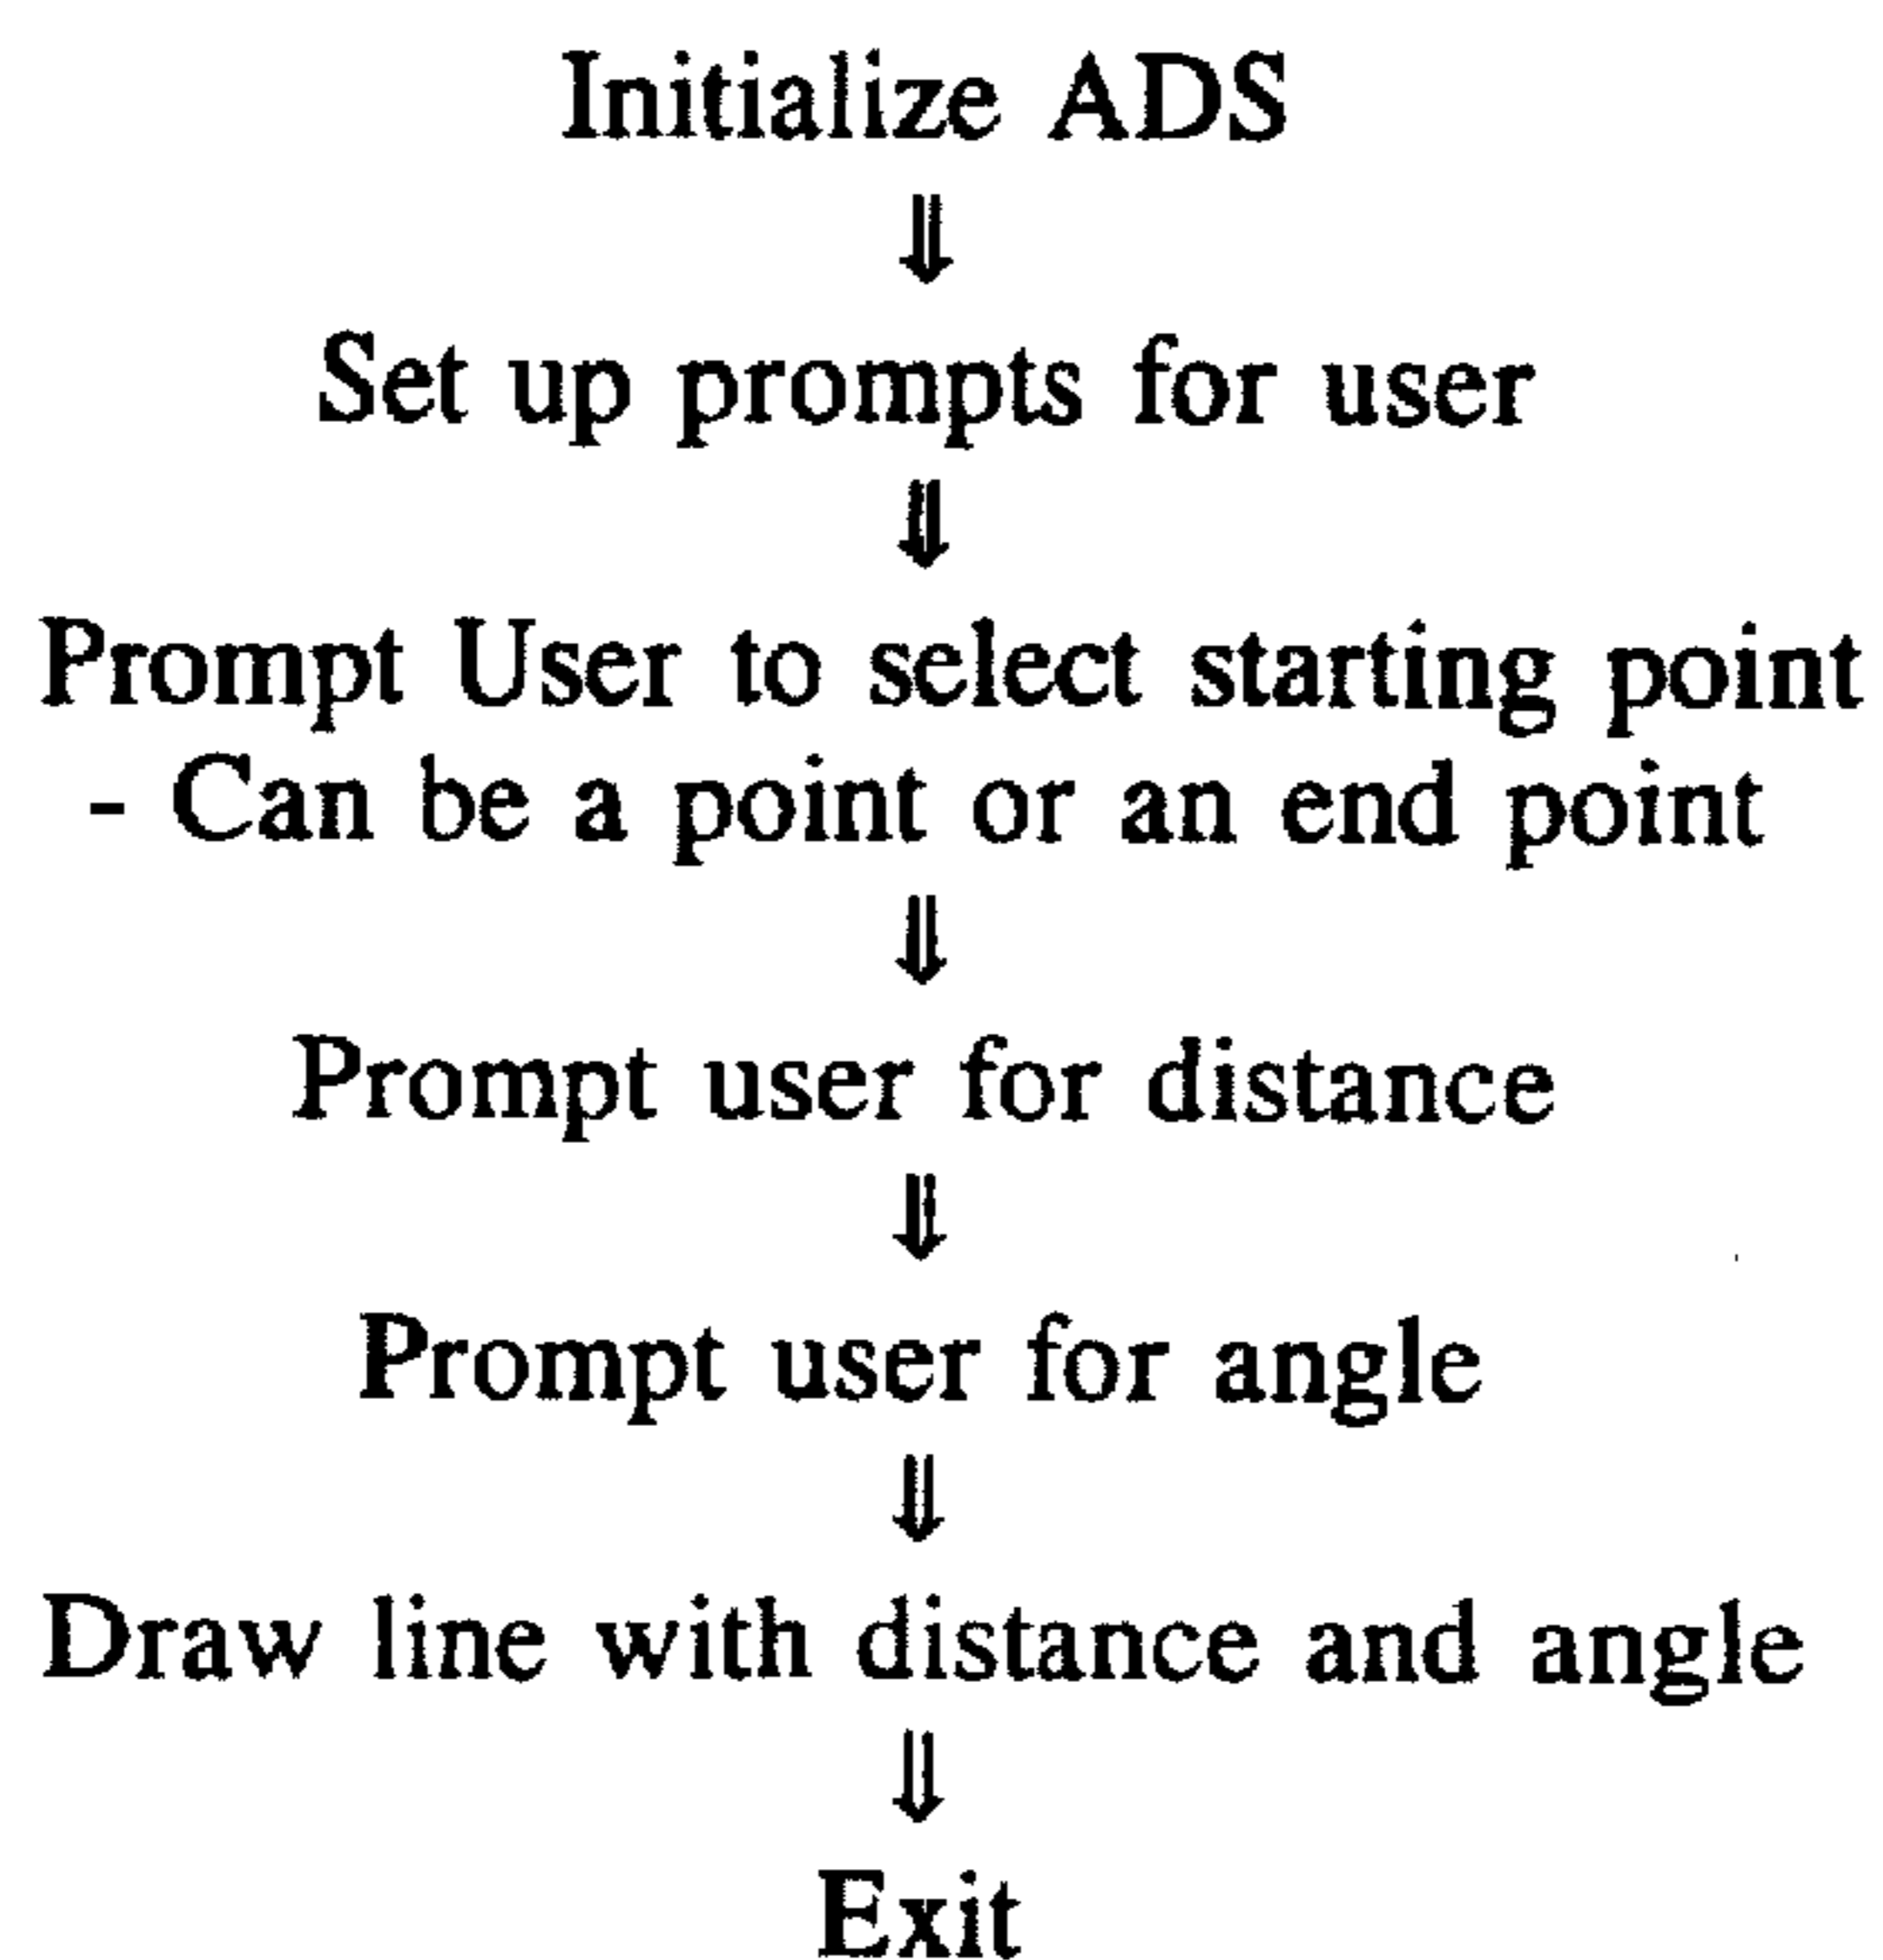 Initialize ADS
⇓
Set up prompts for user
⇓
Prompt User to select starting point
- Can be a point or an end point
⇓
Prompt user for distance
⇓
Prompt user for angle
⇓
Draw line with distance and angle
⇓
Exit